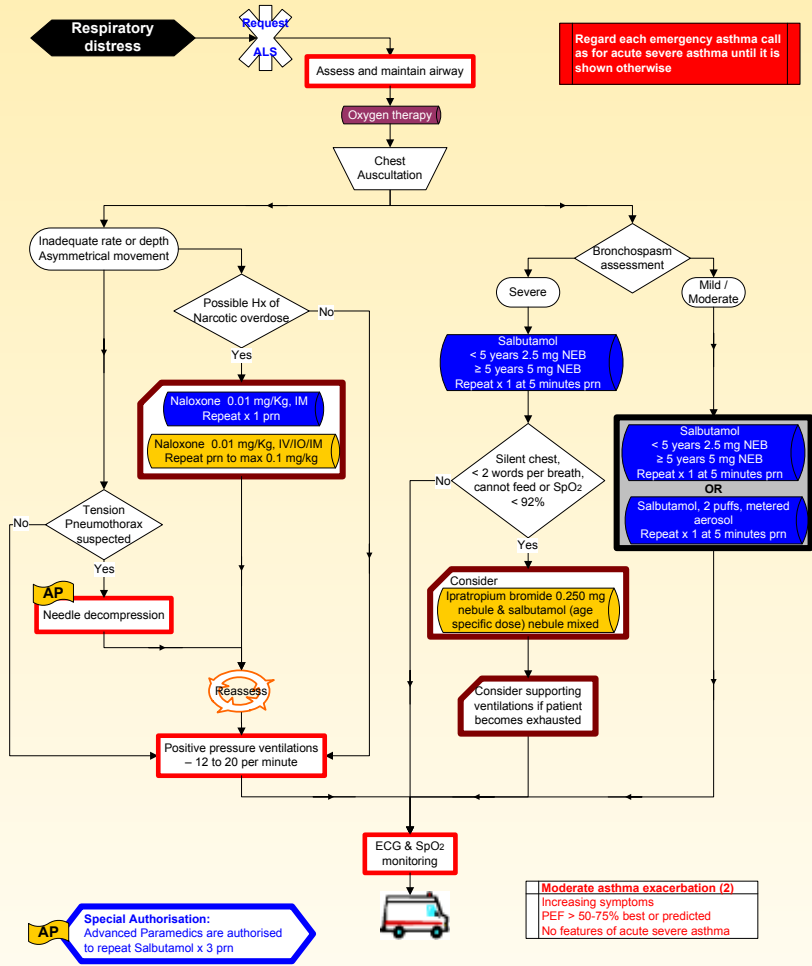 Respiratory
distress
Request
ALS
Assess and maintain airway
Regard each emergency asthma call
as for acute severe asthma until it is
shown otherwise
Oxygen therapy
Chest
Auscultation
Inadequate rate or depth
Asymmetrical movement
Bronchospasm
assessment
Possible Hx of
Narcotic overdose
No
Yes
Severe
Mild /
Moderate
Salbutamol
< 5 years 2.5 mg NEB
≥ 5 years 5 mg NEB
Repeat x 1 at 5 minutes prn
Naloxone 0.01 mg/Kg, IM
Repeat x 1 prn
Naloxone 0.01 mg/Kg, IV/IO/IM
Repeat prn to max 0.1 mg/kg
Salbutamol
< 5 years 2.5 mg NEB
≥ 5 years 5 mg NEB
Repeat x 1 at 5 minutes prn
OR
Salbutamol, 2 puffs, metered
aerosol
Repeat x 1 at 5 minutes prn
Silent chest,
< 2 words per breath,
cannot feed or SpO2
< 92%
No
Yes
Tension
Pneumothorax
suspected
No
Yes
AP
Needle decompression
Consider
Ipratropium bromide 0.250 mg
nebule & salbutamol (age
specific dose) nebule mixed
Reassess
Consider supporting
ventilations if patient
becomes exhausted
Positive pressure ventilations
– 12 to 20 per minute
ECG & SpO2
monitoring
AP
Special Authorisation:
Advanced Paramedics are authorised
to repeat Salbutamol x 3 prn
Moderate asthma exacerbation (2)
Increasing symptoms
PEF > 50-75% best or predicted
No features of acute severe asthma